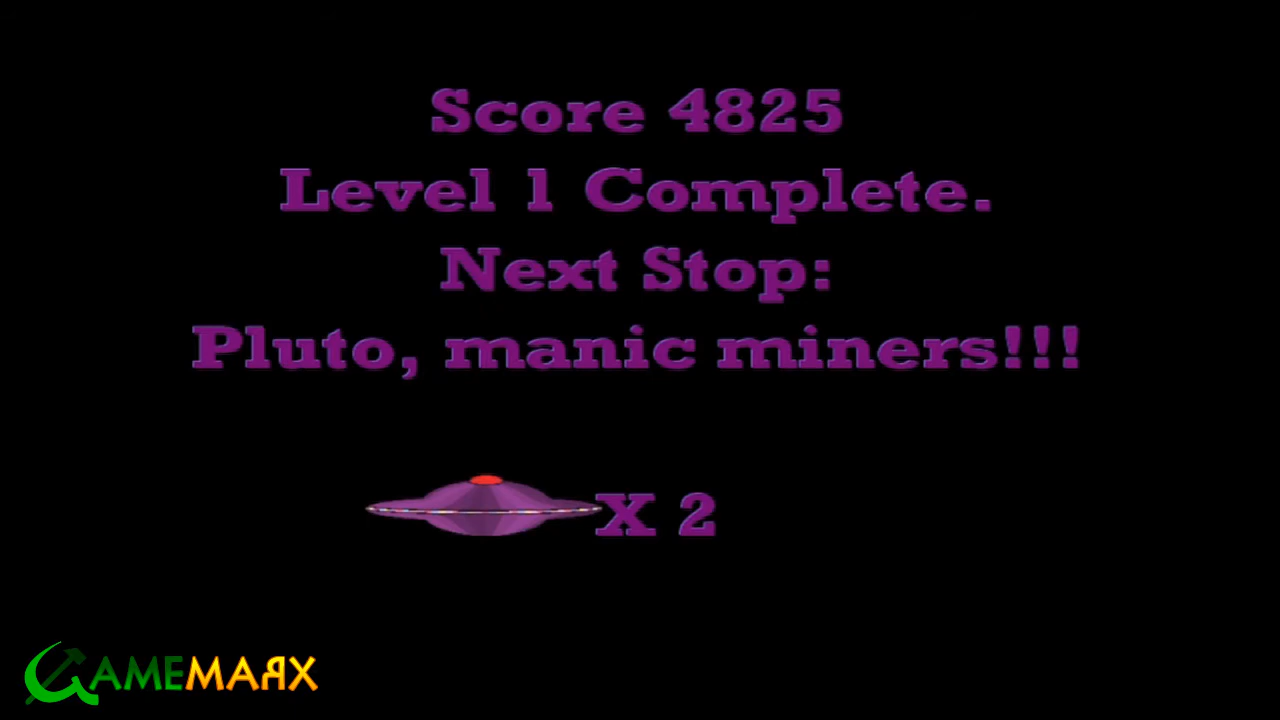 Score 4825
Level 1 Complete.
Next Stop:
Pluto, manic miners!!!
X 2
GAMEMARX